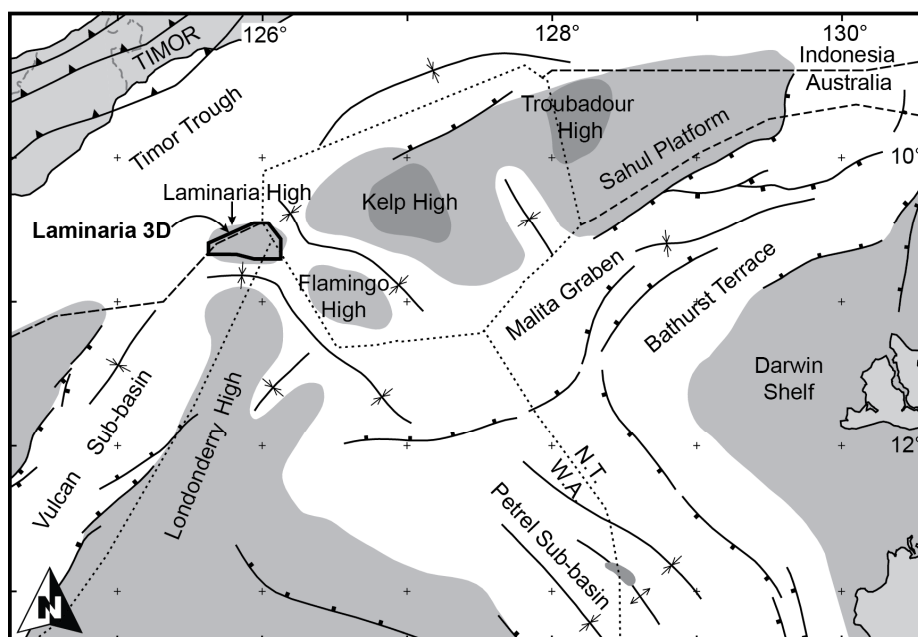 126°
128°
130°
TIMOR
Indonesia
Australia
Timor Trough
Troubadour
High
Sahul Platform
10°
Laminaria High
Kelp High
Laminaria 3D
Flamingo
High
Malita Graben
Bathurst Terrace
Darwin
Shelf
Vulcan
Sub-basin
Londonderry High
12°
N.T.
W.A.
Petrel Sub-basin
N